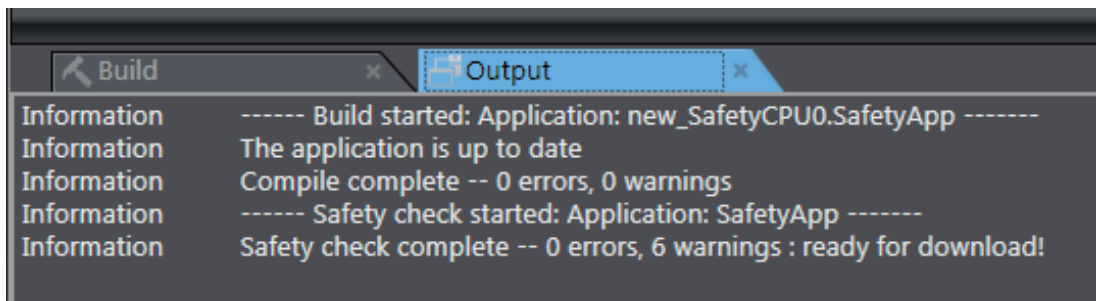 Build × Output ×
Information ------ Build started: Application: new_SafetyCPU0.SafetyApp -------
Information The application is up to date
Information Compile complete -- 0 errors, 0 warnings
Information ------ Safety check started: Application: SafetyApp -------
Information Safety check complete -- 0 errors, 6 warnings : ready for download!